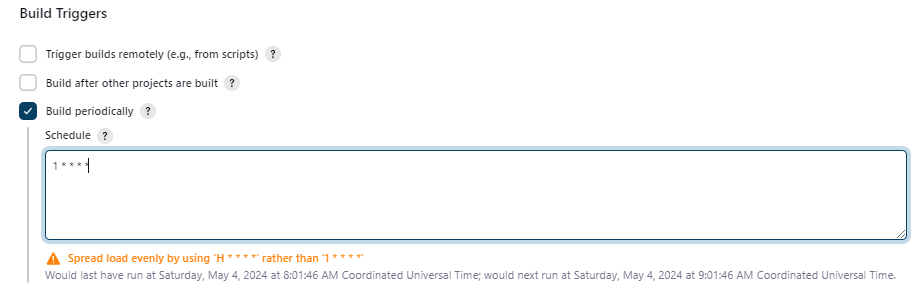 Build Triggers
Trigger builds remotely (e.g., from scripts) ?
Build after other projects are built ?
Build periodically ?
Schedule ?
1 * * * *
Spread load evenly by using ‘H * * * *’ rather than ‘1 * * * *’
Would last have run at Saturday, May 4, 2024 at 8:01:46 AM Coordinated Universal Time; would next run at Saturday, May 4, 2024 at 9:01:46 AM Coordinated Universal Time.